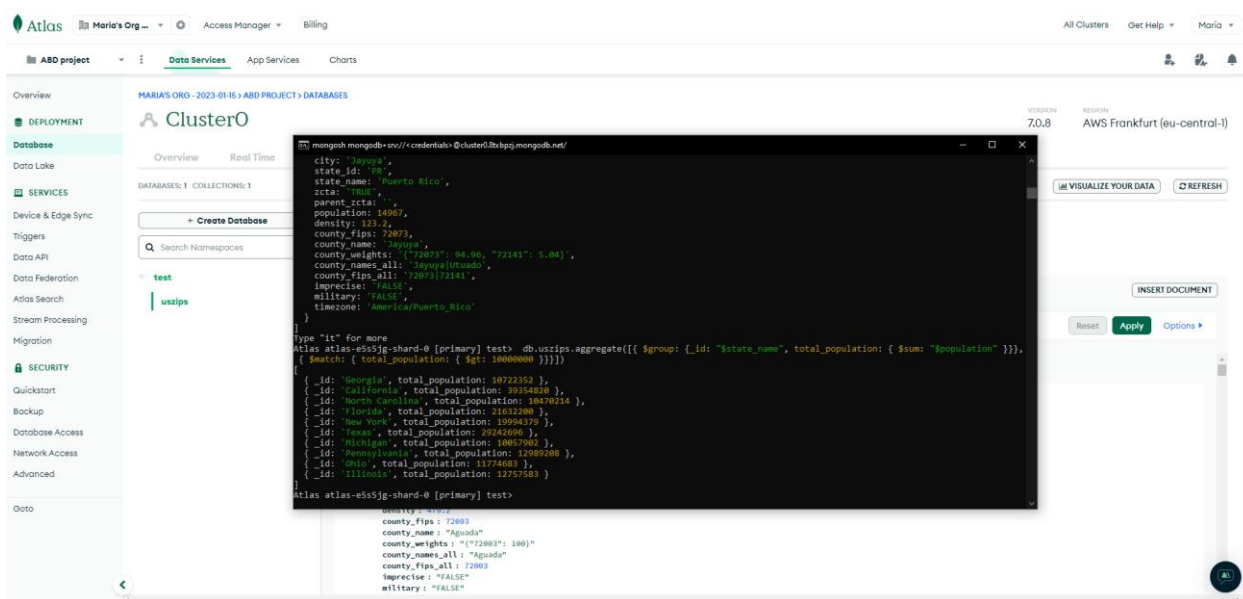 Atlas
Maria's Org ...
Access Manager
Billing
All Clusters
Get Help
Maria
ABD project
Data Services
App Services
Charts
Overview
DEPLOYMENT
Database
Data Lake
SERVICES
Device & Edge Sync
Triggers
Data API
Data Federation
Atlas Search
Stream Processing
Migration
SECURITY
Quickstart
Backup
Database Access
Network Access
Advanced
Goto
MARIA'S ORG - 2023-01-15 > ABD PROJECT > DATABASES
Cluster0
VERSION
7.0.8
REGION
AWS Frankfurt (eu-central-1)
Overview
Real Time
DATABASES: 1 COLLECTIONS: 1
VISUALIZE YOUR DATA
REFRESH
+ Create Database
Search Namespaces
test
uszips
INSERT DOCUMENT
Reset
Apply
Options
mongosh mongodb+srv://<credentials>@cluster0.
city: 'Jayuya',
state_id: 'PR',
state_name: 'Puerto Rico',
zcta: 'TRUE',
parent_zcta: '',
population: 14967,
density: 123.2,
county_fips: 72073,
county_name: 'Jayuya',
county_weights: '{"72073": 94.96, "72141": 5.04}',
county_names_all: 'Jayuya|Utuado',
county_fips_all: '72073|72141',
imprecise: 'FALSE',
military: 'FALSE',
timezone: 'America/Puerto_Rico'
}
]
Type "it" for more
Atlas atlas-e5s5jg-shard-0 [primary] test> db.uszips.aggregate([{ $group: {_id: "$state_name", total_population: { $sum: "$population" }}},
{ $match: { total_population: { $gt: 10000000 }}}])
[
{ _id: 'Georgia', total_population: 10722352 },
{ _id: 'California', total_population: 39354820 },
{ _id: 'North Carolina', total_population: 10470214 },
{ _id: 'Florida', total_population: 21632200 },
{ _id: 'New York', total_population: 19994379 },
{ _id: 'Texas', total_population: 29242696 },
{ _id: 'Michigan', total_population: 10057902 },
{ _id: 'Pennsylvania', total_population: 12989208 },
{ _id: 'Ohio', total_population: 11774683 },
{ _id: 'Illinois', total_population: 12757583 }
]
Atlas atlas-e5s5jg-shard-0 [primary] test>
county_fips : 72003
county_name : "Aguada"
county_weights : "{"72003": 100}"
county_names_all : "Aguada"
county_fips_all : 72003
imprecise : "FALSE"
military : "FALSE"